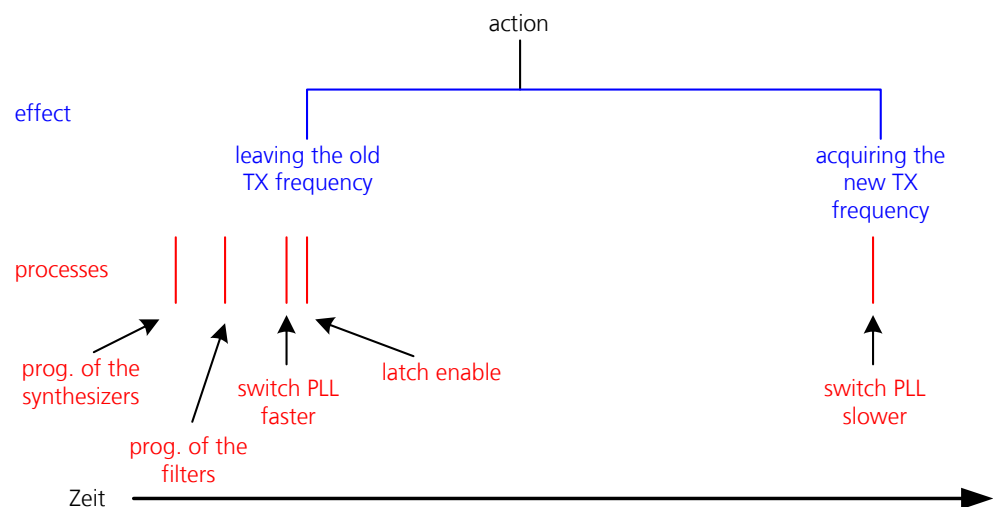 action
effect
leaving the old
TX frequency
acquiring the
new TX
frequency
processes
prog. of the
synthesizers
prog. of the
filters
switch PLL
faster
latch enable
switch PLL
slower
Zeit